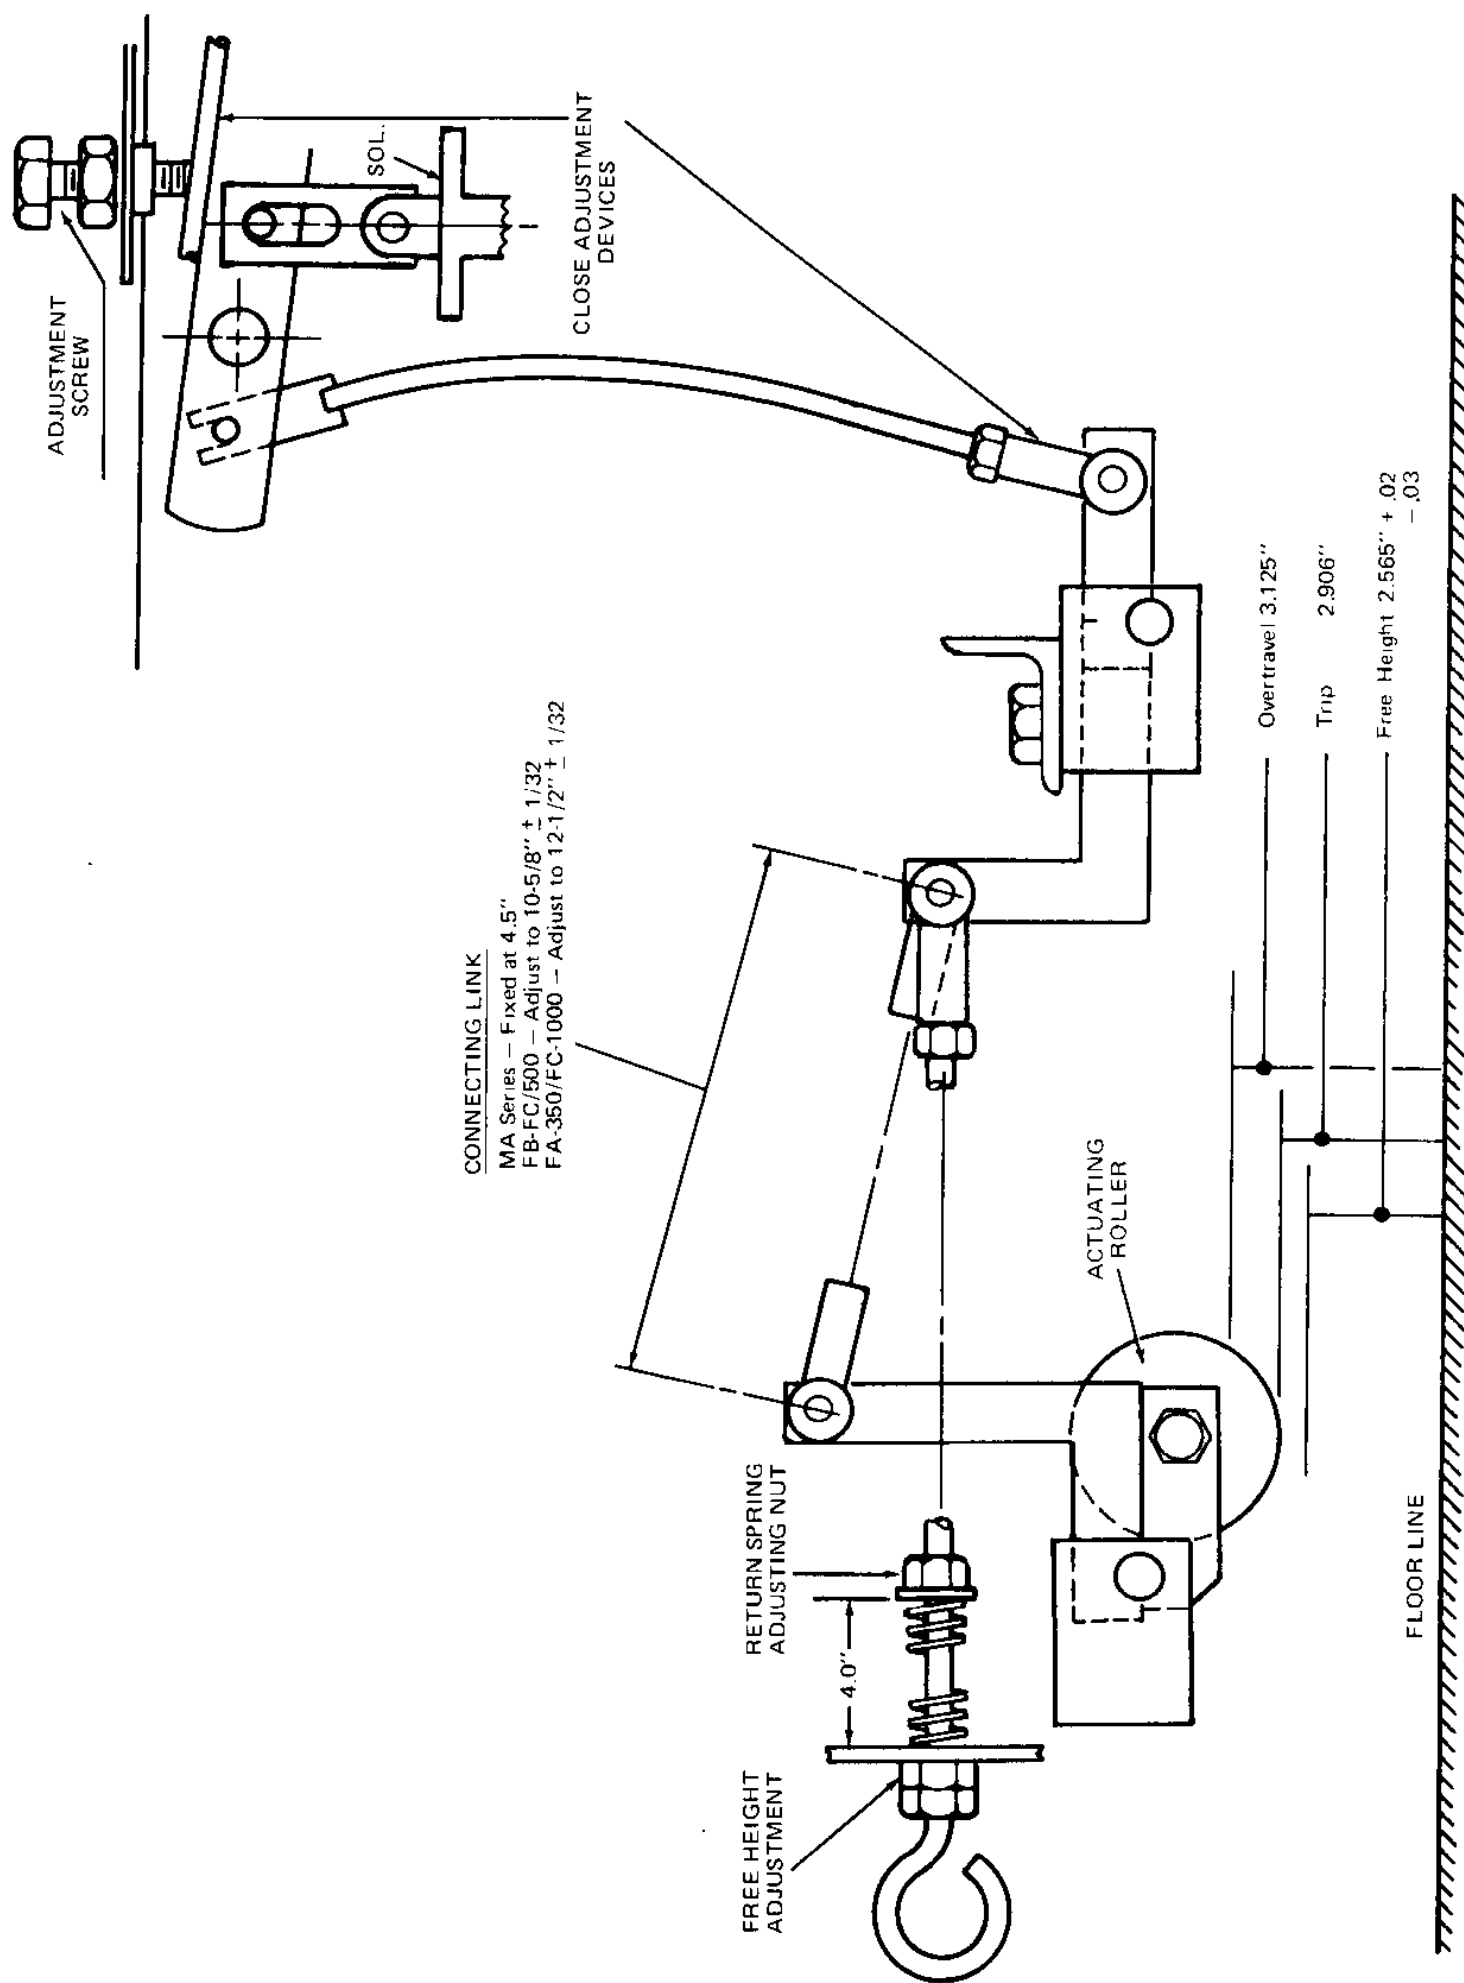 ADJUSTMENT
SCREW
SOL.
CLOSE ADJUSTMENT
DEVICES
CONNECTING LINK
MA Series – Fixed at 4.5"
FB-FC/500 – Adjust to 10-5/8" ± 1/32
FA-350/FC-1000 – Adjust to 12-1/2" ± 1/32
FREE HEIGHT
ADJUSTMENT
RETURN SPRING
ADJUSTING NUT
4.0"
ACTUATING
ROLLER
Overtravel 3.125"
Trip 2.906"
Free Height 2.565" + .02
– .03
FLOOR LINE